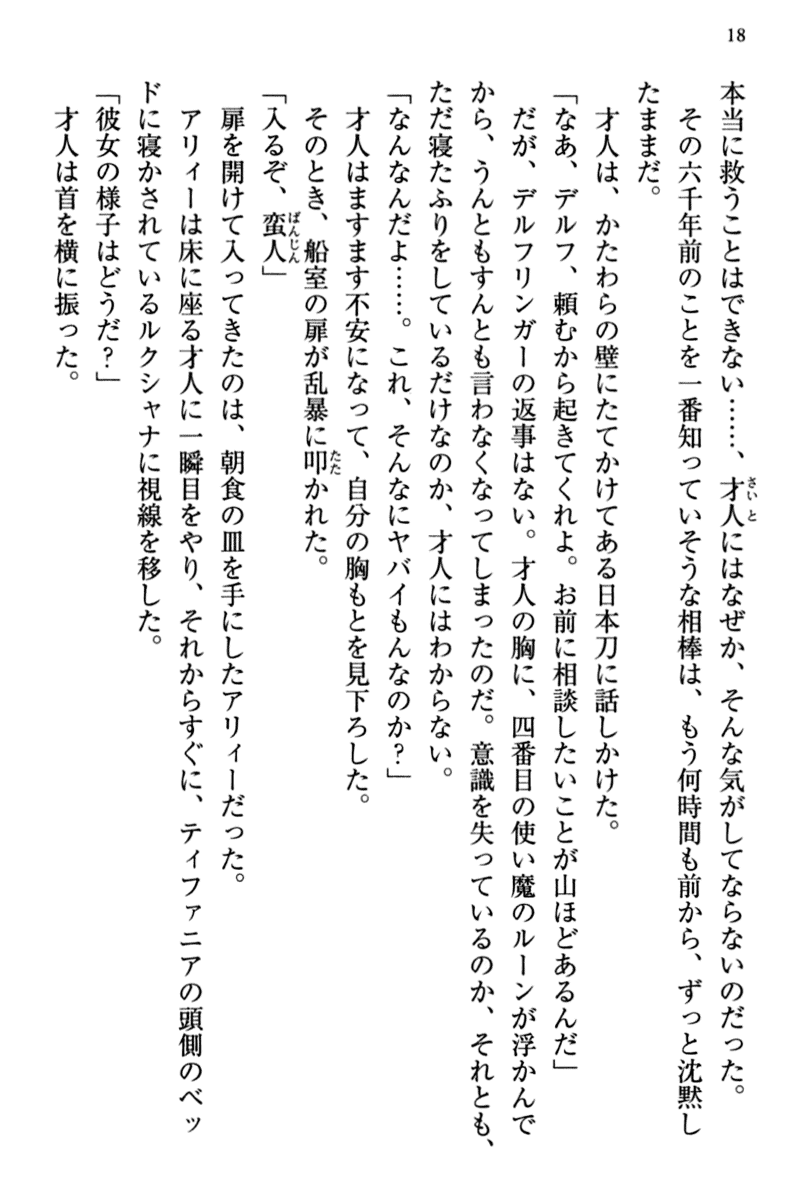 18
本当に救うことはできない……、才人にはなぜか、そんな気がしてならないのだった。
その六千年前のことを一番知っていそうな相棒は、もう何時間も前から、ずっと沈黙し
たままだ。
才人は、かたわらの壁にたてかけてある日本刀に話しかけた。
「なあ、デルフ、頼むから起きてくれよ。お前に相談したいことが山ほどあるんだ」
だが、デルフリンガーの返事はない。才人の胸に、四番目の使い魔のルーンが浮かんで
から、うんともすんとも言わなくなってしまったのだ。意識を失っているのか、それとも、
ただ寝たふりをしているだけなのか、才人にはわからない。
「なんなんだよ……。これ、そんなにヤバイもんなのか？」
才人はますます不安になって、自分の胸もとを見下ろした。
そのとき、船室の扉が乱暴に叩かれた。
「入るぞ、蛮人」
扉を開けて入ってきたのは、朝食の皿を手にしたアリィーだった。
アリィーは床に座る才人に一瞬目をやり、それからすぐに、ティファニアの頭側のベッ
ドに寝かされているルクシャナに視線を移した。
「彼女の様子はどうだ？」
才人は首を横に振った。